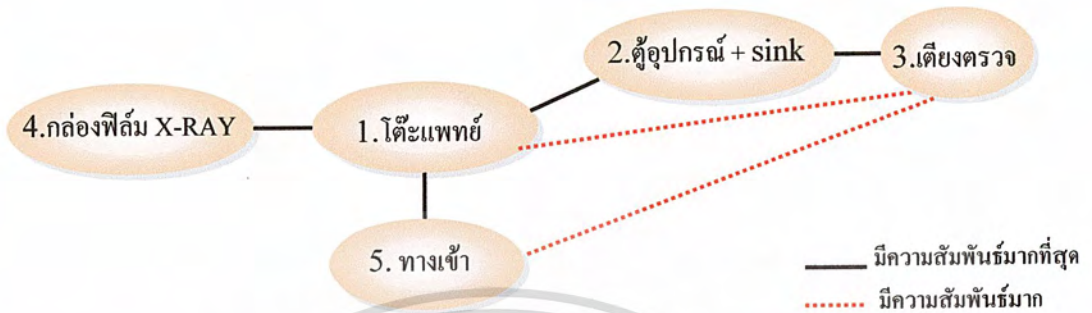 2.ตู้อุปกรณ์ + sink
3.เตียงตรวจ
4.กล่องฟิล์ม X-RAY
1.โต๊ะแพทย์
5. ทางเข้า
มีความสัมพันธ์มากที่สุด
มีความสัมพันธ์มาก